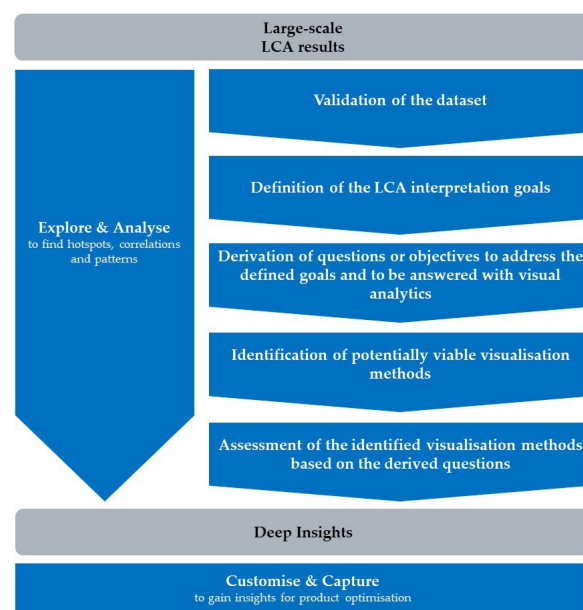 Large-scale
LCA results
Validation of the dataset
Definition of the LCA interpretation goals
Explore & Analyse
to find hotspots, correlations
and patterns
Derivation of questions or objectives to address the
defined goals and to be answered with visual
analytics
Identification of potentially viable visualisation
methods
Assessment of the identified visualisation methods
based on the derived questions
Deep Insights
Customise & Capture
to gain insights for product optimisation